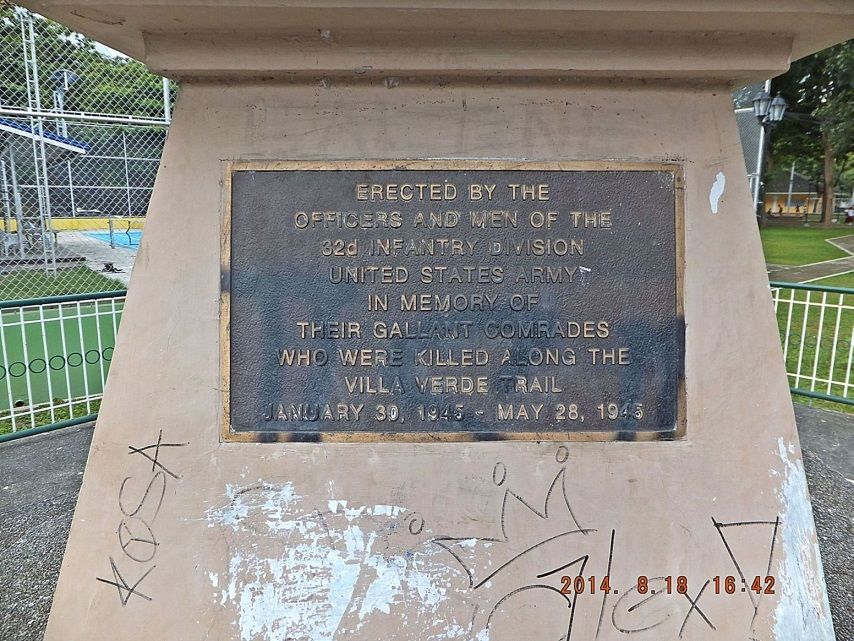 ERECTED BY THE
OFFICERS AND MEN OF THE
32d INFANTRY DIVISION
UNITED STATES ARMY
IN MEMORY OF
THEIR GALLANT COMRADES
WHO WERE KILLED ALONG THE
VILLA VERDE TRAIL
JANUARY 30, 1945 - MAY 28, 1945
KOSA
alex
2014. 8.18 16:42